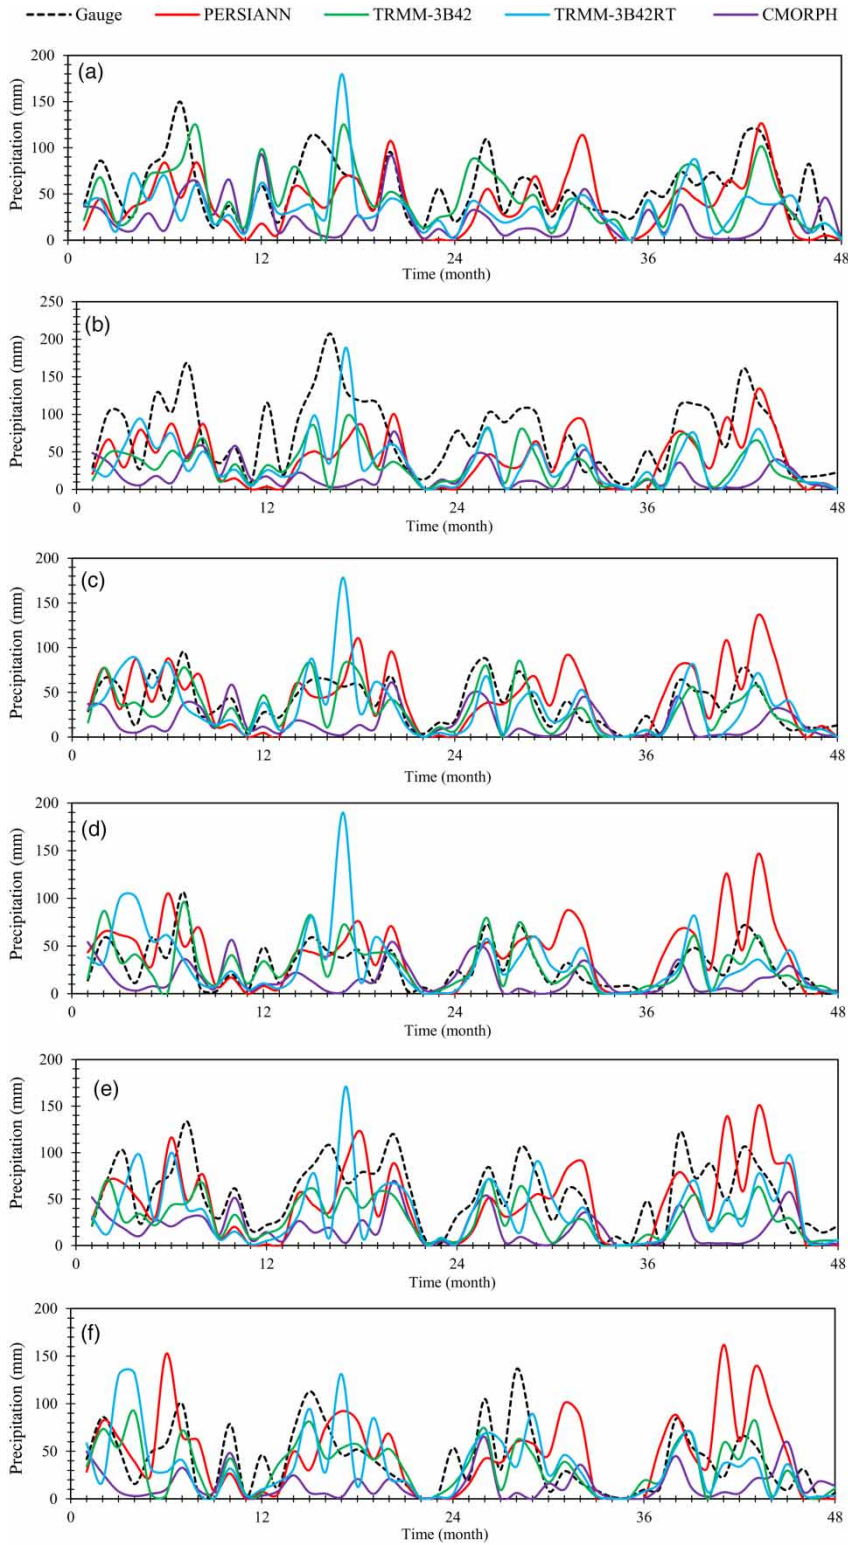 Gauge PERSIANN TRMM-3B42 TRMM-3B42RT CMORPH
(a)
Precipitation (mm)
200
150
100
50
0
0 12 24 36 48
Time (month)
(b)
Precipitation (mm)
250
200
150
100
50
0
0 12 24 36 48
Time (month)
(c)
Precipitation (mm)
200
150
100
50
0
0 12 24 36 48
Time (month)
(d)
Precipitation (mm)
200
150
100
50
0
0 12 24 36 48
Time (month)
(e)
Precipitation (mm)
200
150
100
50
0
0 12 24 36 48
Time (month)
(f)
Precipitation (mm)
200
150
100
50
0
0 12 24 36 48
Time (month)